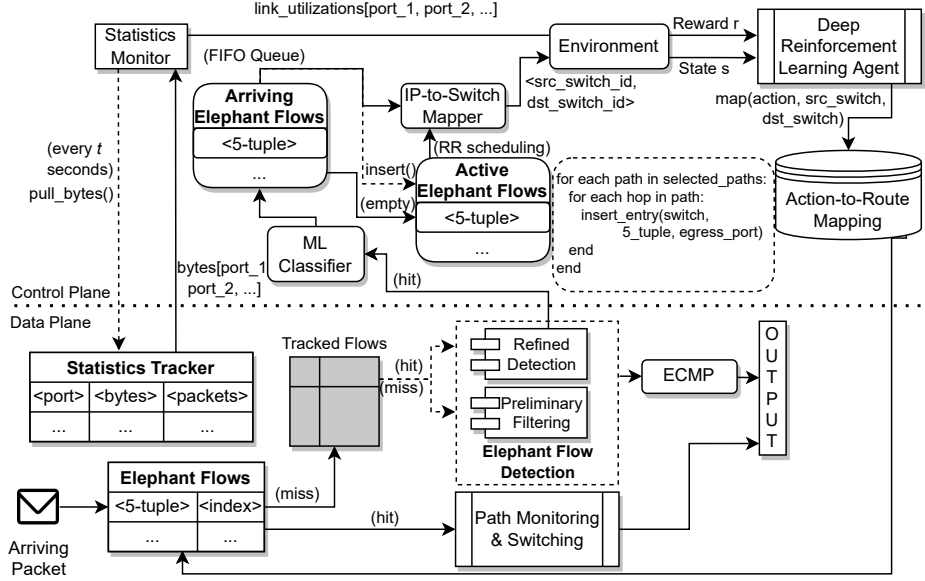 link_utilizations[port_1, port_2, ...]
Statistics
Monitor
(FIFO Queue)
Environment
Reward r
State s
Deep
Reinforcement
Learning Agent
Arriving
Elephant Flows
<5-tuple>
...
IP-to-Switch
Mapper
<src_switch_id,
dst_switch_id>
map(action, src_switch,
dst_switch)
(every t
seconds)
pull_bytes()
(RR scheduling)
insert()
(empty)
Active
Elephant Flows
<5-tuple>
...
for each path in selected_paths:
for each hop in path:
insert_entry(switch,
5_tuple, egress_port)
end
end
Action-to-Route
Mapping
ML
Classifier
bytes[port_1
port_2, ...]
(hit)
Control Plane
Data Plane
Statistics Tracker
<port>
<bytes>
<packets>
...
...
...
Tracked Flows
(hit)
(miss)
Refined
Detection
Preliminary
Filtering
Elephant Flow
Detection
ECMP
O
U
T
P
U
T
Elephant Flows
<5-tuple>
<index>
...
...
(miss)
(hit)
Path Monitoring
& Switching
Arriving
Packet